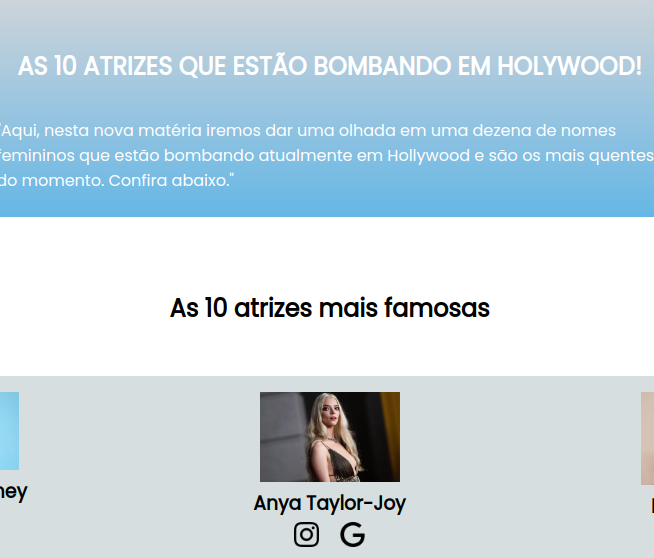 AS 10 ATRIZES QUE ESTÃO BOMBANDO EM HOLYWOOD!
"Aqui, nesta nova matéria iremos dar uma olhada em uma dezena de nomes
femininos que estão bombando atualmente em Hollywood e são os mais quentes
do momento. Confira abaixo."
As 10 atrizes mais famosas
ney
Anya Taylor-Joy